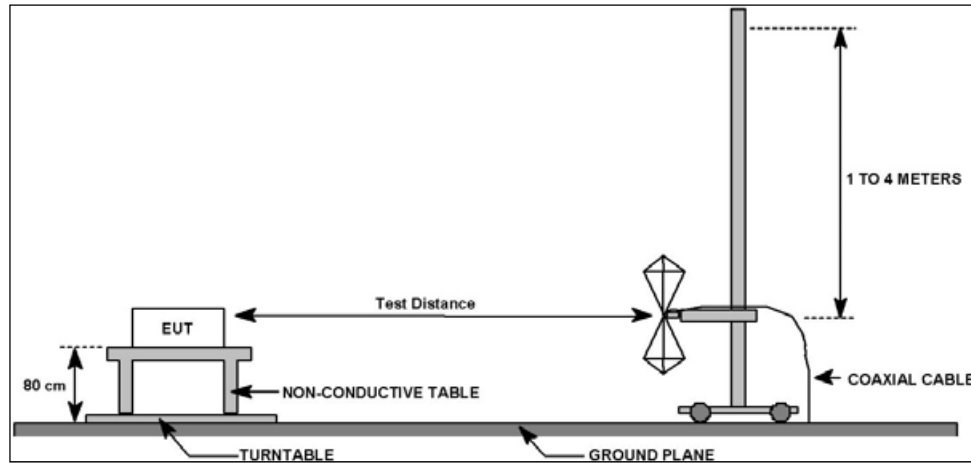 1 TO 4 METERS
Test Distance
EUT
80 cm
NON-CONDUCTIVE TABLE
COAXIAL CABLE
TURNTABLE
GROUND PLANE